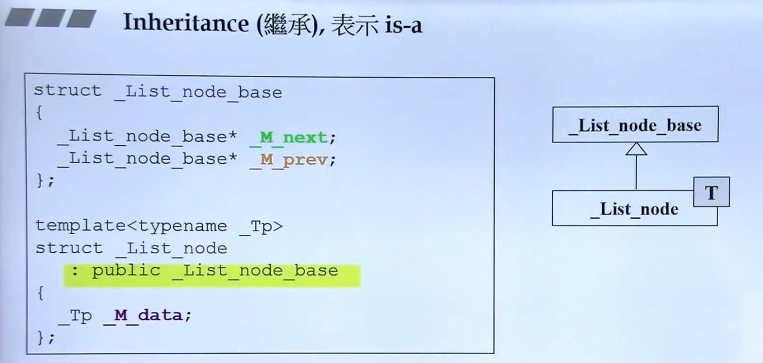 Inheritance (繼承), 表示 is-a
struct _List_node_base
{
_List_node_base* _M_next;
_List_node_base* _M_prev;
};
template<typename _Tp>
struct _List_node
: public _List_node_base
{
_Tp _M_data;
};
_List_node_base
T
_List_node